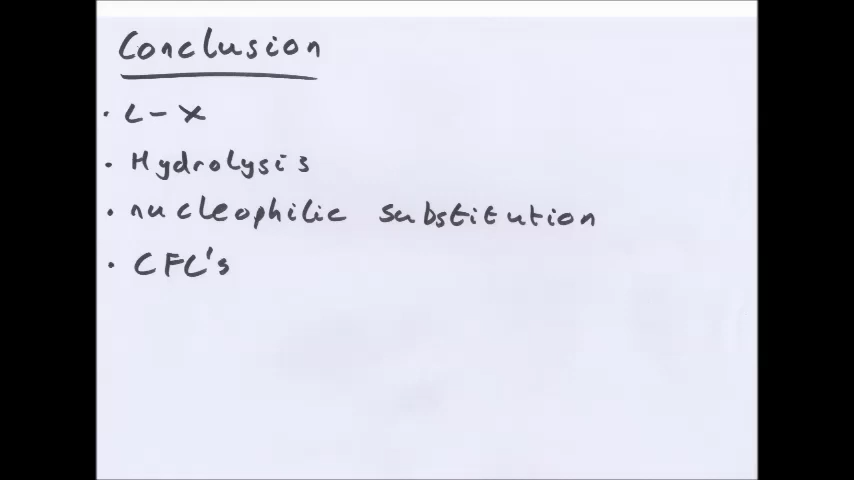 Conclusion
· C-X
· Hydrolysis
· nucleophilic substitution
· CFC's